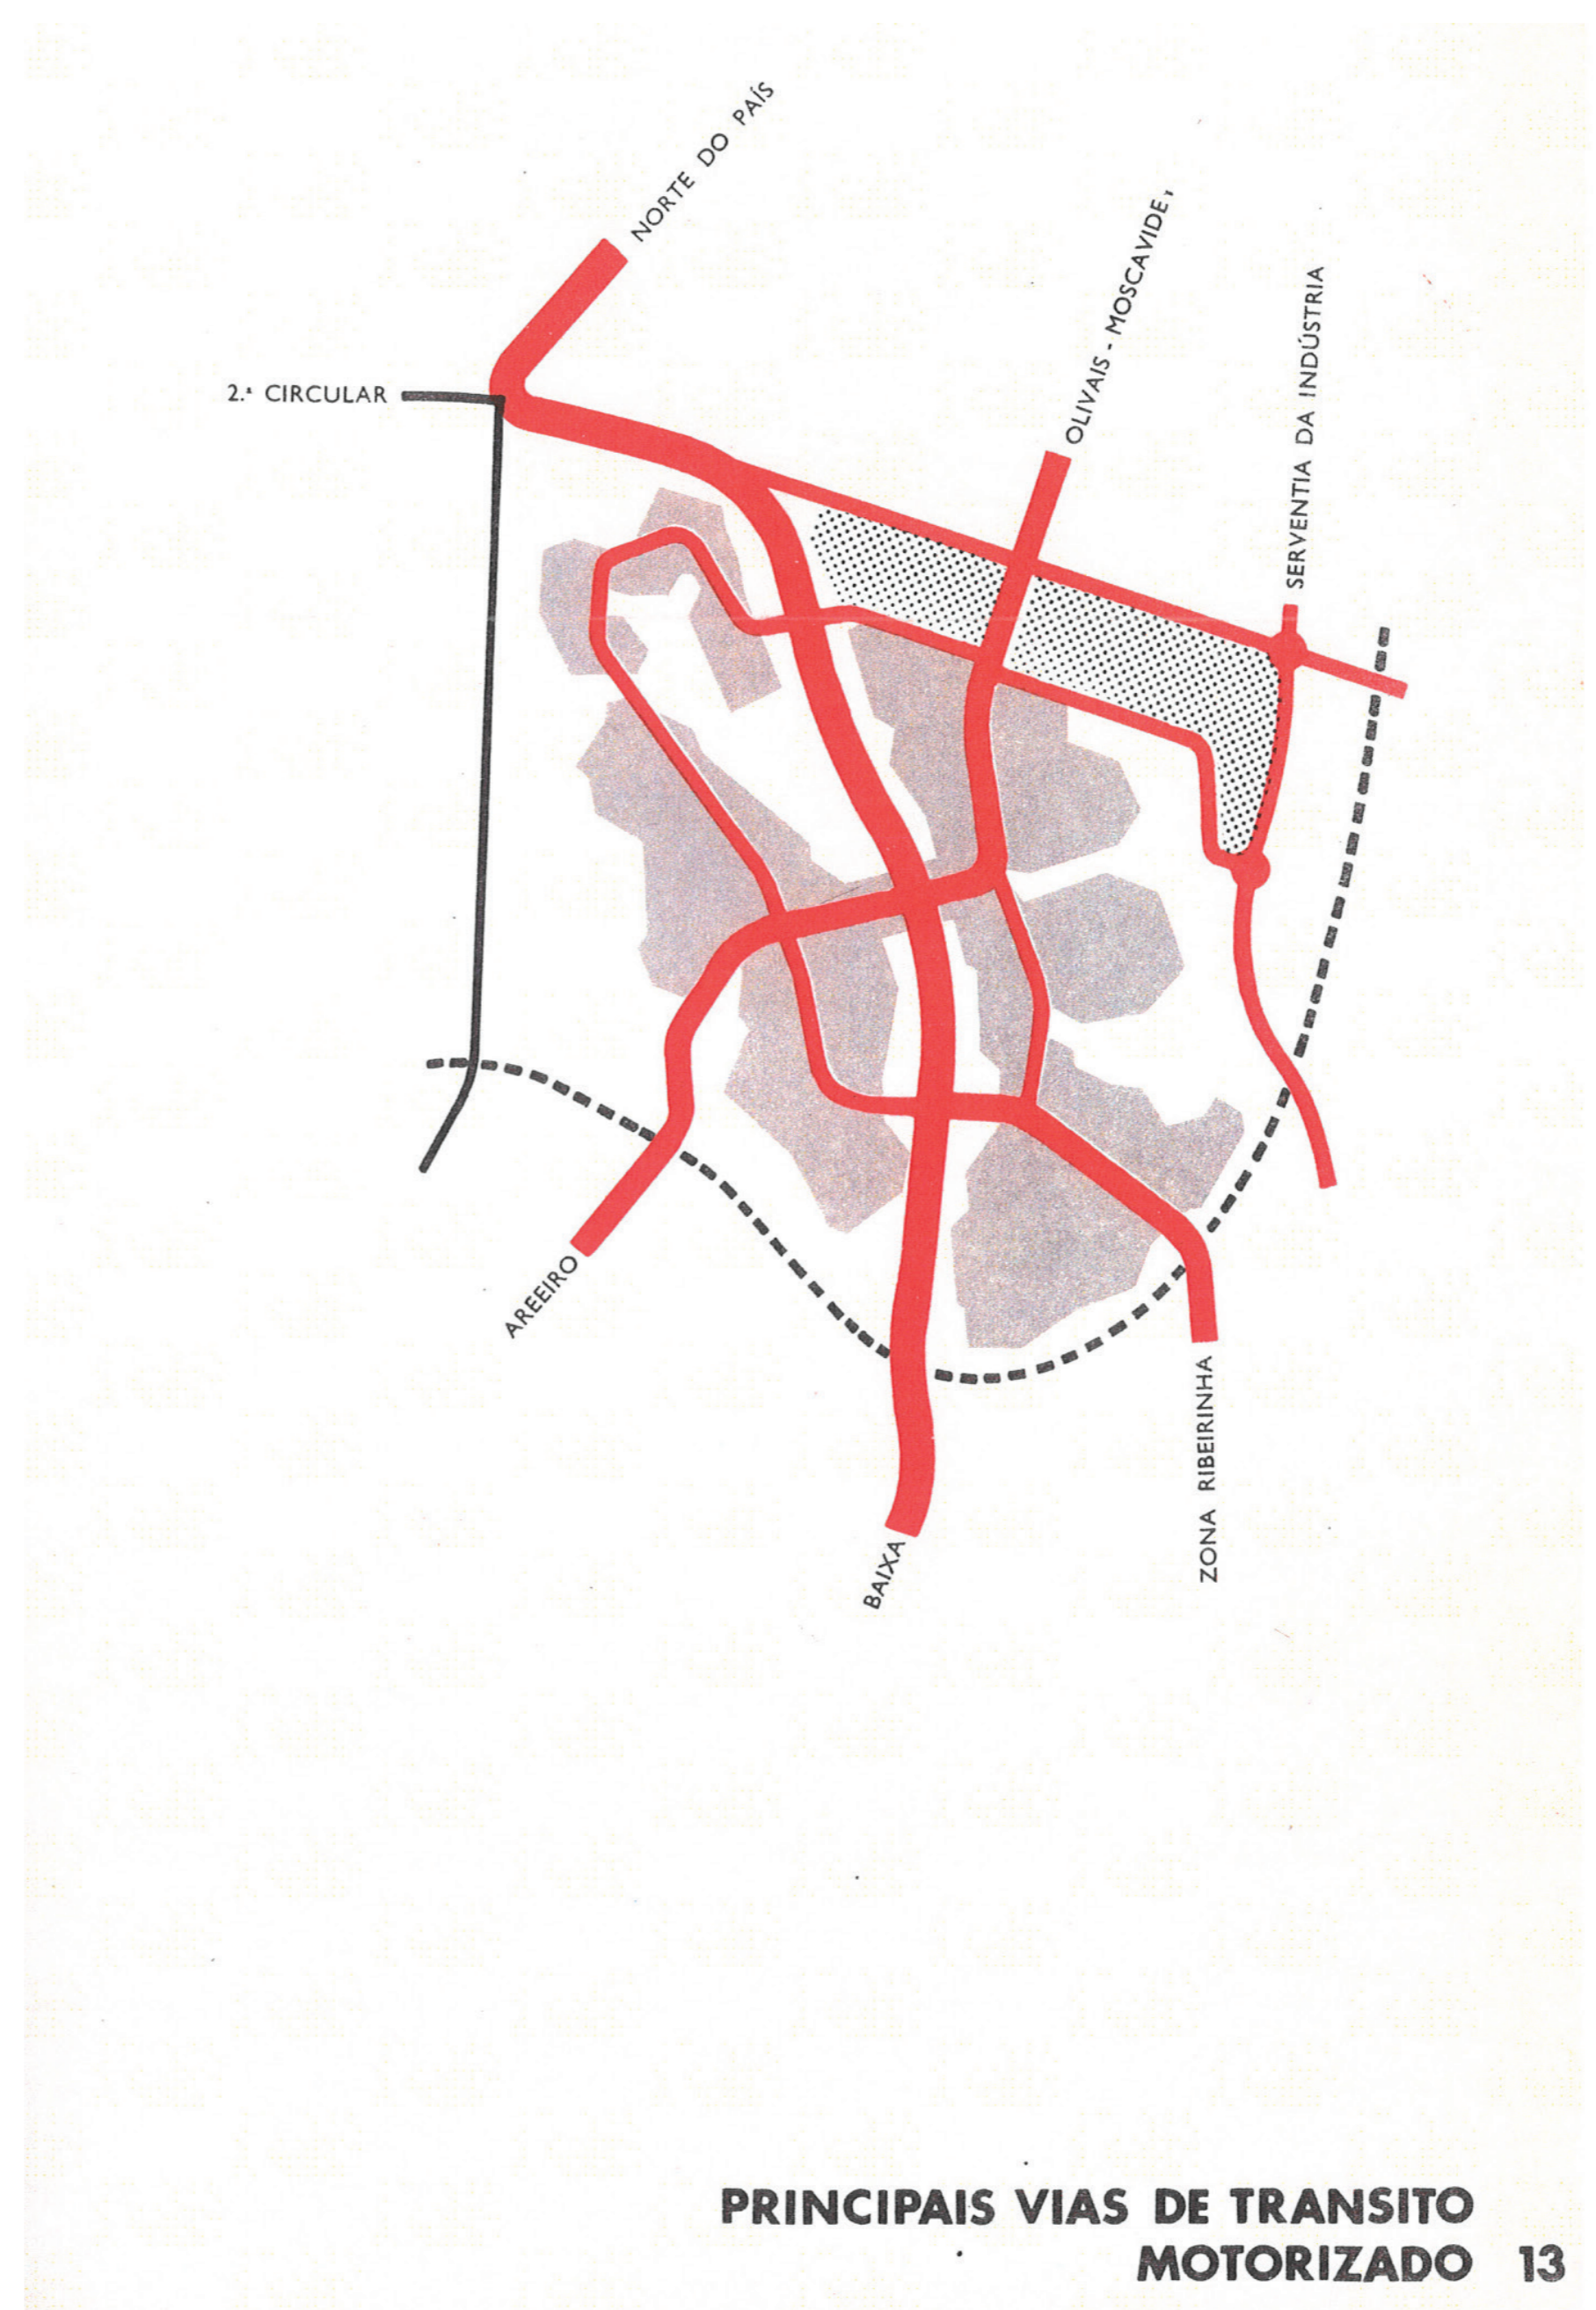 NORTE DO PAÍS
OLIVAIS - MOSCAVIDE,
SERVENTIA DA INDÚSTRIA
2.ª CIRCULAR
AREEIRO
BAIXA
ZONA RIBEIRINHA
PRINCIPAIS VIAS DE TRANSITO
MOTORIZADO 13